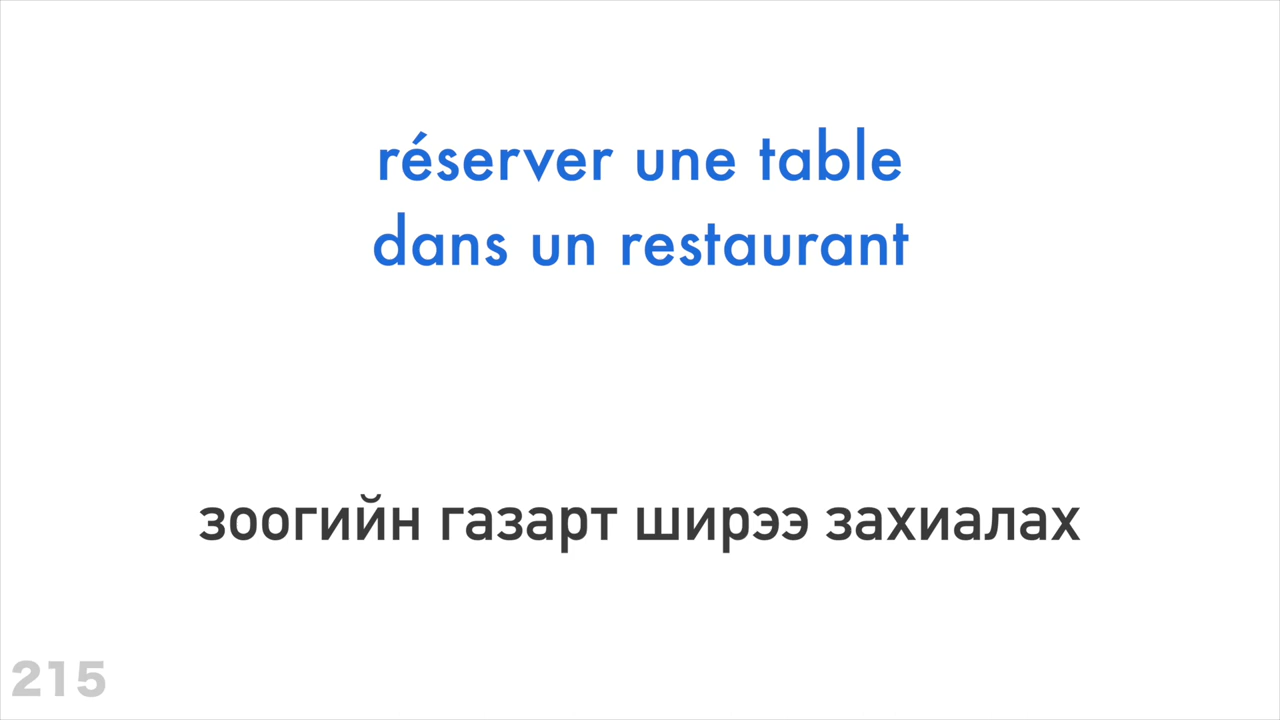 réserver une table
dans un restaurant
зоогийн газарт ширээ захиалах
215